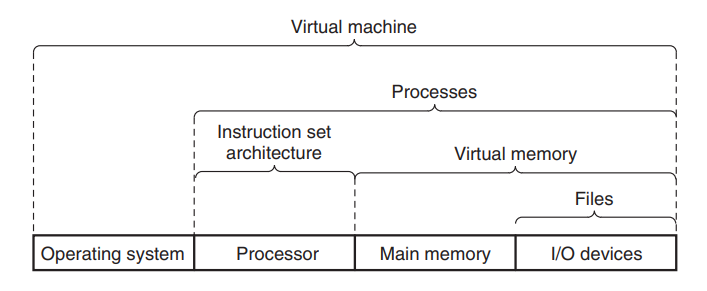 Virtual machine
Processes
Instruction set
architecture
Virtual memory
Files
Operating system
Processor
Main memory
I/O devices